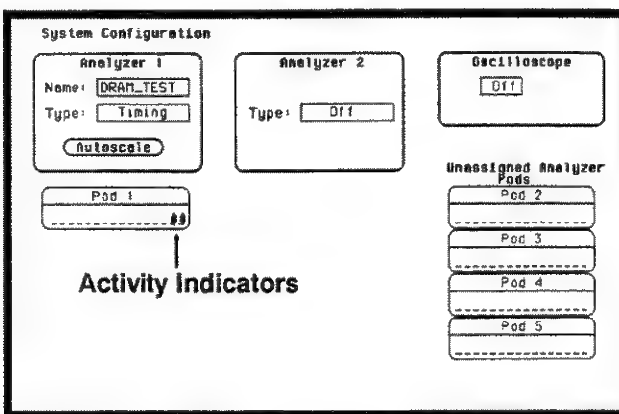 System Configuration
Analyzer 1
Name: DRAM_TEST
Type: Timing
Autoscale
Analyzer 2
Type: Off
Oscilloscope
Off
Pod 1
Activity Indicators
Unassigned Analyzer
Pods
Pod 2
Pod 3
Pod 4
Pod 5